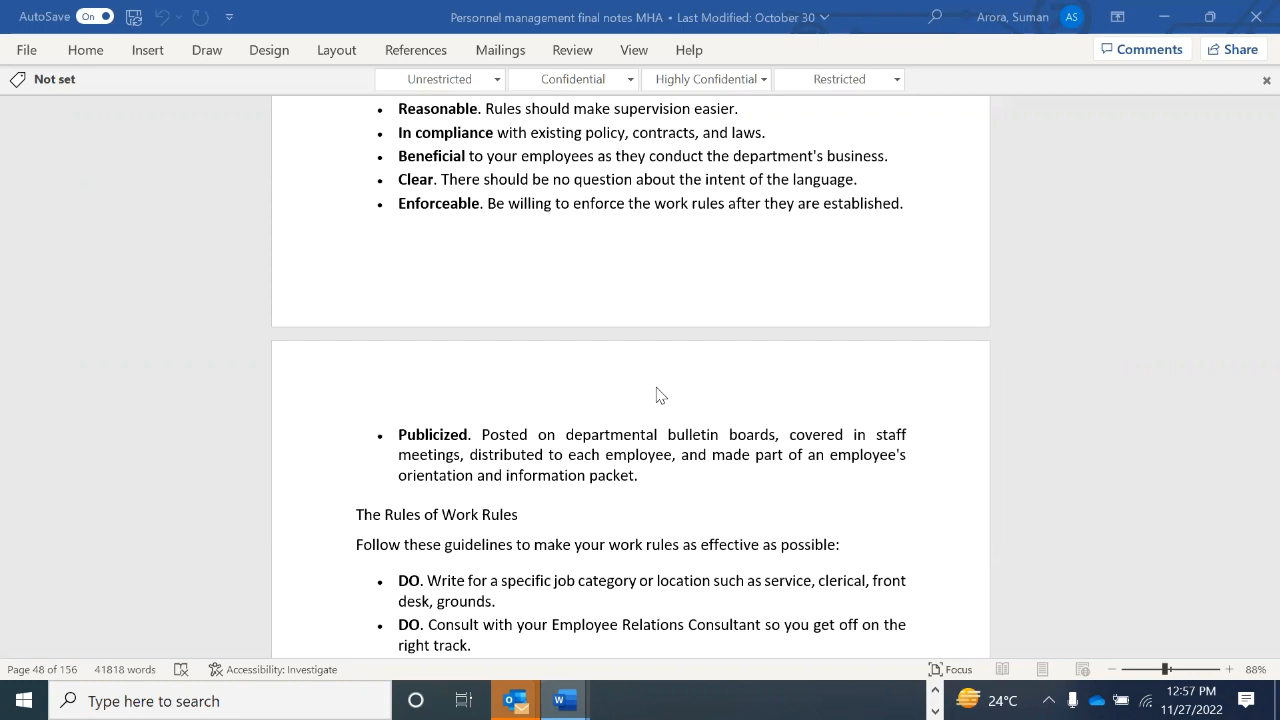 AutoSave On Personnel management final notes MHA • Last Modified: October 30 Arora, Suman AS
File Home Insert Draw Design Layout References Mailings Review View Help Comments Share
Not set Unrestricted Confidential Highly Confidential Restricted
• Reasonable. Rules should make supervision easier.
• In compliance with existing policy, contracts, and laws.
• Beneficial to your employees as they conduct the department's business.
• Clear. There should be no question about the intent of the language.
• Enforceable. Be willing to enforce the work rules after they are established.
• Publicized. Posted on departmental bulletin boards, covered in staff
meetings, distributed to each employee, and made part of an employee's
orientation and information packet.
The Rules of Work Rules
Follow these guidelines to make your work rules as effective as possible:
• DO. Write for a specific job category or location such as service, clerical, front
desk, grounds.
• DO. Consult with your Employee Relations Consultant so you get off on the
right track.
Page 48 of 156 41818 words Accessibility: Investigate Focus 88%
Type here to search 24°C 12:57 PM
11/27/2022